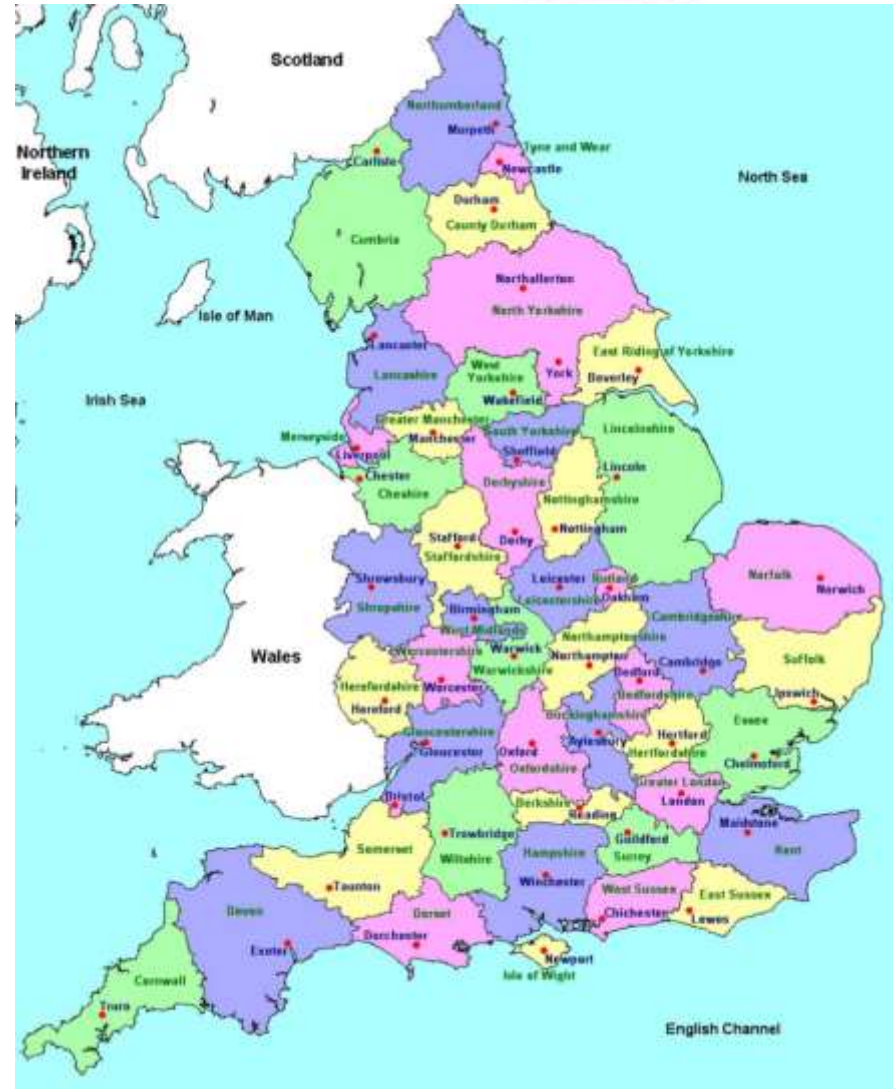 Scotland
Northumberland
Morpeth
Tyne and Wear
Newcastle
Carlisle
Northern
Ireland
North Sea
Durham
County Durham
Cumbria
Northallerton
North Yorkshire
Isle of Man
Lancaster
East Riding of Yorkshire
Beverley
York
West
Yorkshire
Wakefield
Lancashire
Irish Sea
Greater Manchester
Manchester
South Yorkshire
Sheffield
Lincolnshire
Merseyside
Liverpool
Chester
Cheshire
Derbyshire
Lincoln
Nottinghamshire
Nottingham
Derby
Stafford
Staffordshire
Shrewsbury
Shropshire
Leicester
Leicestershire
Rutland
Oakham
Norfolk
Norwich
Birmingham
West Midlands
Cambridgeshire
Cambridge
Northamptonshire
Northampton
Wales
Worcestershire
Worcester
Warwick
Warwickshire
Suffolk
Ipswich
Herefordshire
Hereford
Bedford
Bedfordshire
Buckinghamshire
Aylesbury
Essex
Chelmsford
Hertford
Hertfordshire
Gloucestershire
Gloucester
Oxford
Oxfordshire
Greater London
London
Bristol
Berkshire
Reading
Trowbridge
Wiltshire
Somerset
Taunton
Hampshire
Winchester
Guildford
Surrey
Maidstone
Kent
West Sussex
Chichester
East Sussex
Lewes
Devon
Exeter
Dorset
Dorchester
Newport
Isle of Wight
Cornwall
Truro
English Channel